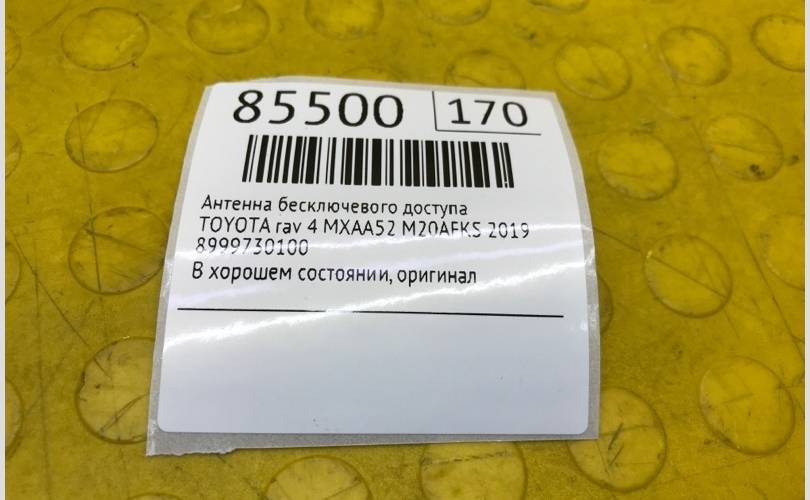 85500 170
Антенна бесключевого доступа
TOYOTA rav 4 MXAA52 M20AFKS 2019
8999730100
В хорошем состоянии, оригинал